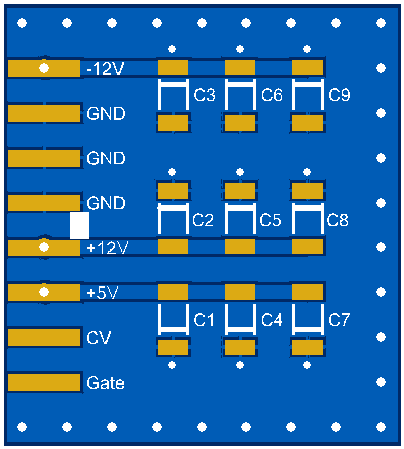 -12V C3 C6 C9
GND
GND
GND C2 C5 C8
+12V
+5V C1 C4 C7
CV
Gate